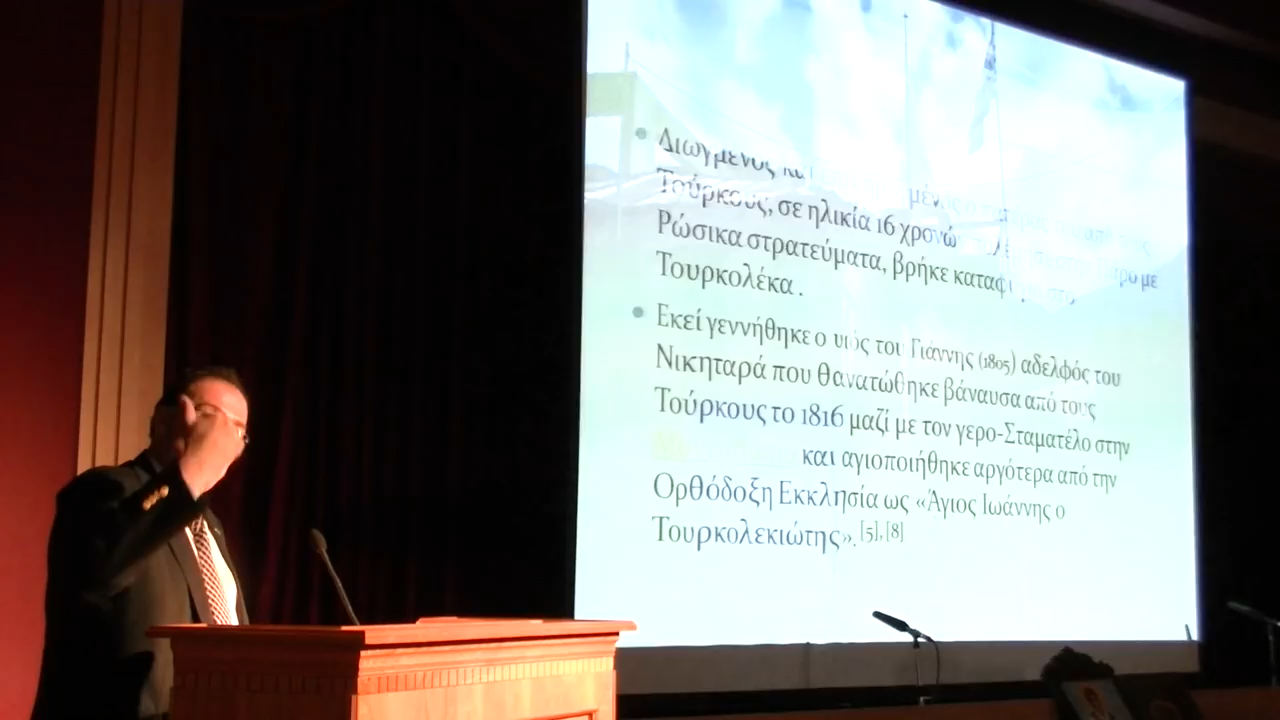 • Διωγμένος
Τούρκους, σε ηλικία 16 χρονών με
Ρώσικα στρατεύματα, βρήκε
Τουρκολέκα.
• Εκεί γεννήθηκε ο υιός του Γιάννης (1805) αδελφός του
Νικηταρά που θανατώθηκε βάναυσα από τους
Τούρκους το 1816 μαζί με τον γερο-Σταματέλο στην
και αγιοποιήθηκε αργότερα από την
Ορθόδοξη Εκκλησία ως «Άγιος Ιωάννης ο
Τουρκολεκιώτης». [5], [8]